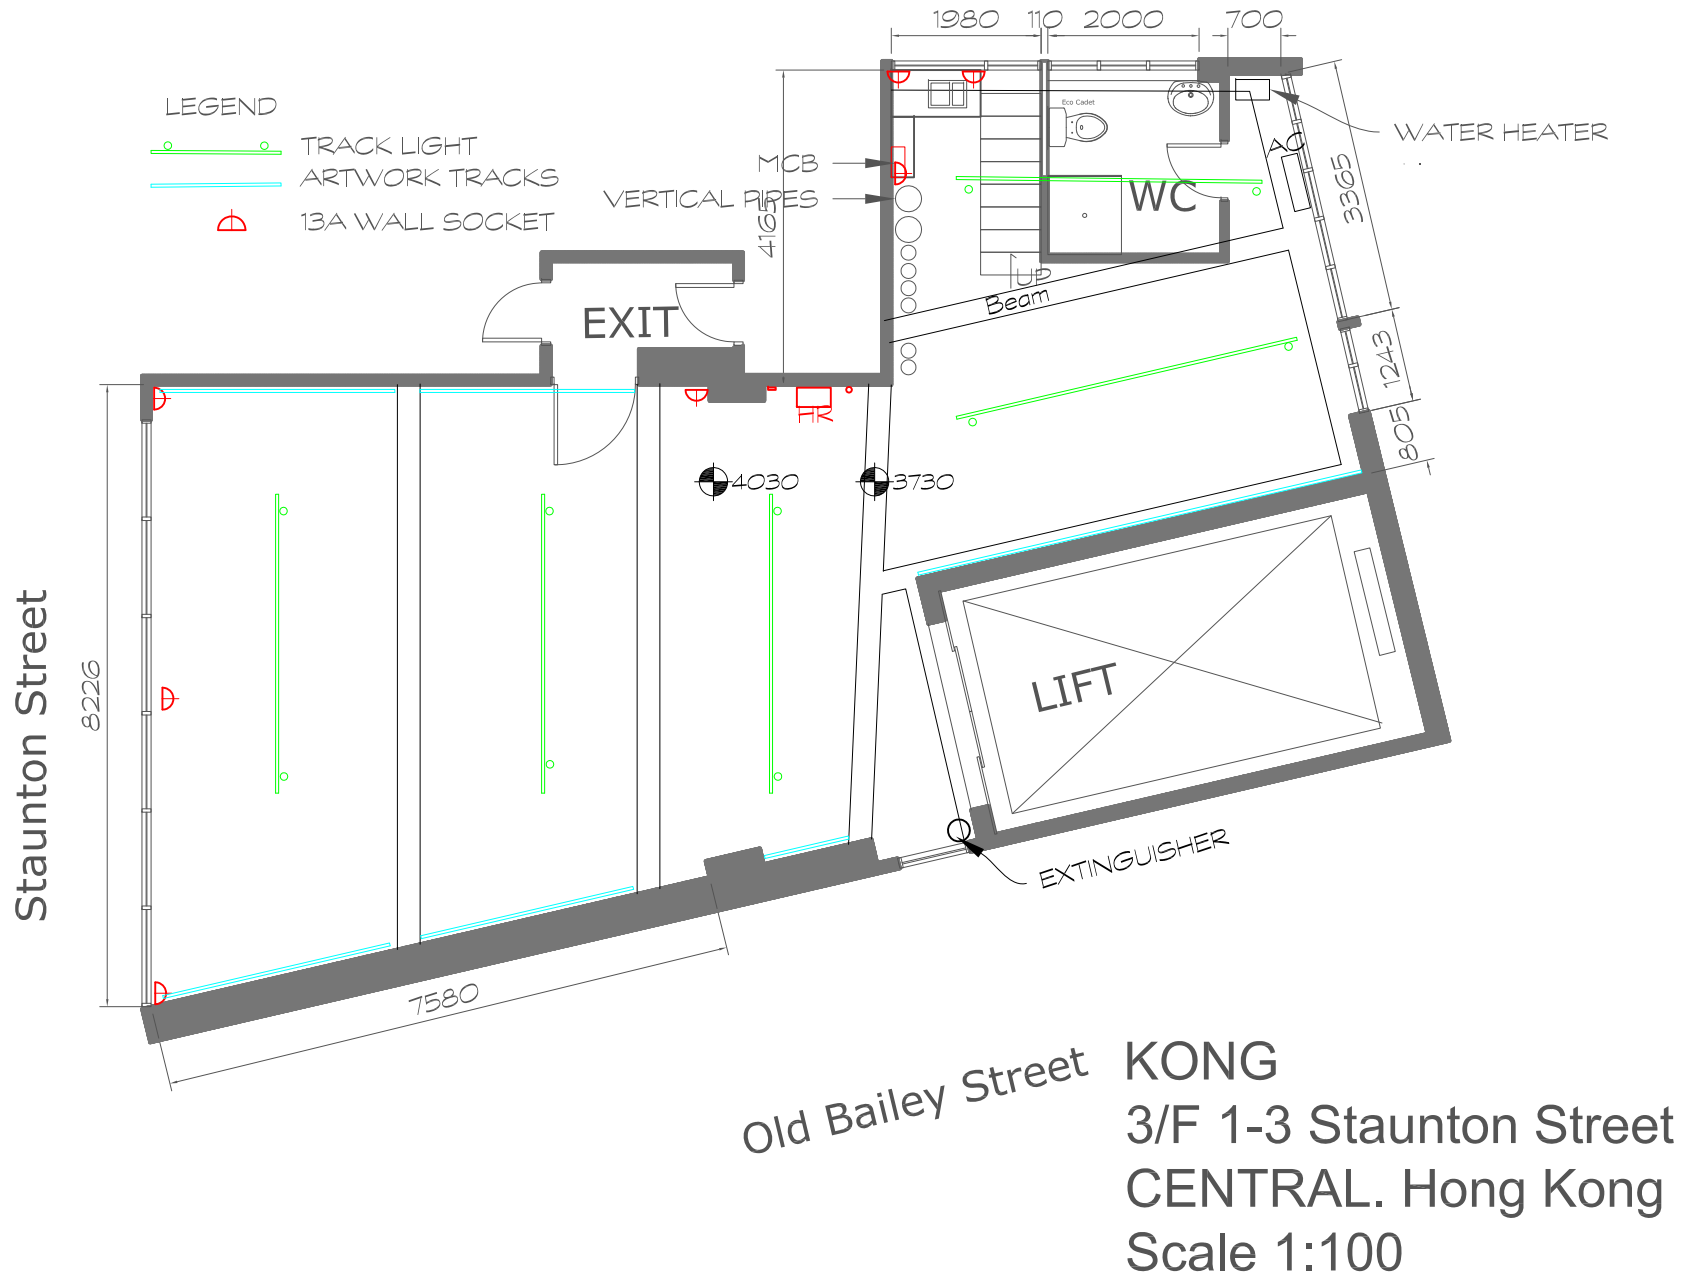 1980 110 2000 700
LEGEND
TRACK LIGHT
ARTWORK TRACKS
13A WALL SOCKET
Eco Cadet
WATER HEATER
AC
MCB
VERTICAL PIPES
4165
WC
3365
UP
Beam
EXIT
1243
805
HR
4030
3730
Staunton Street
8226
LIFT
EXTINGUISHER
7580
Old Bailey Street
KONG
3/F 1-3 Staunton Street
CENTRAL. Hong Kong
Scale 1:100